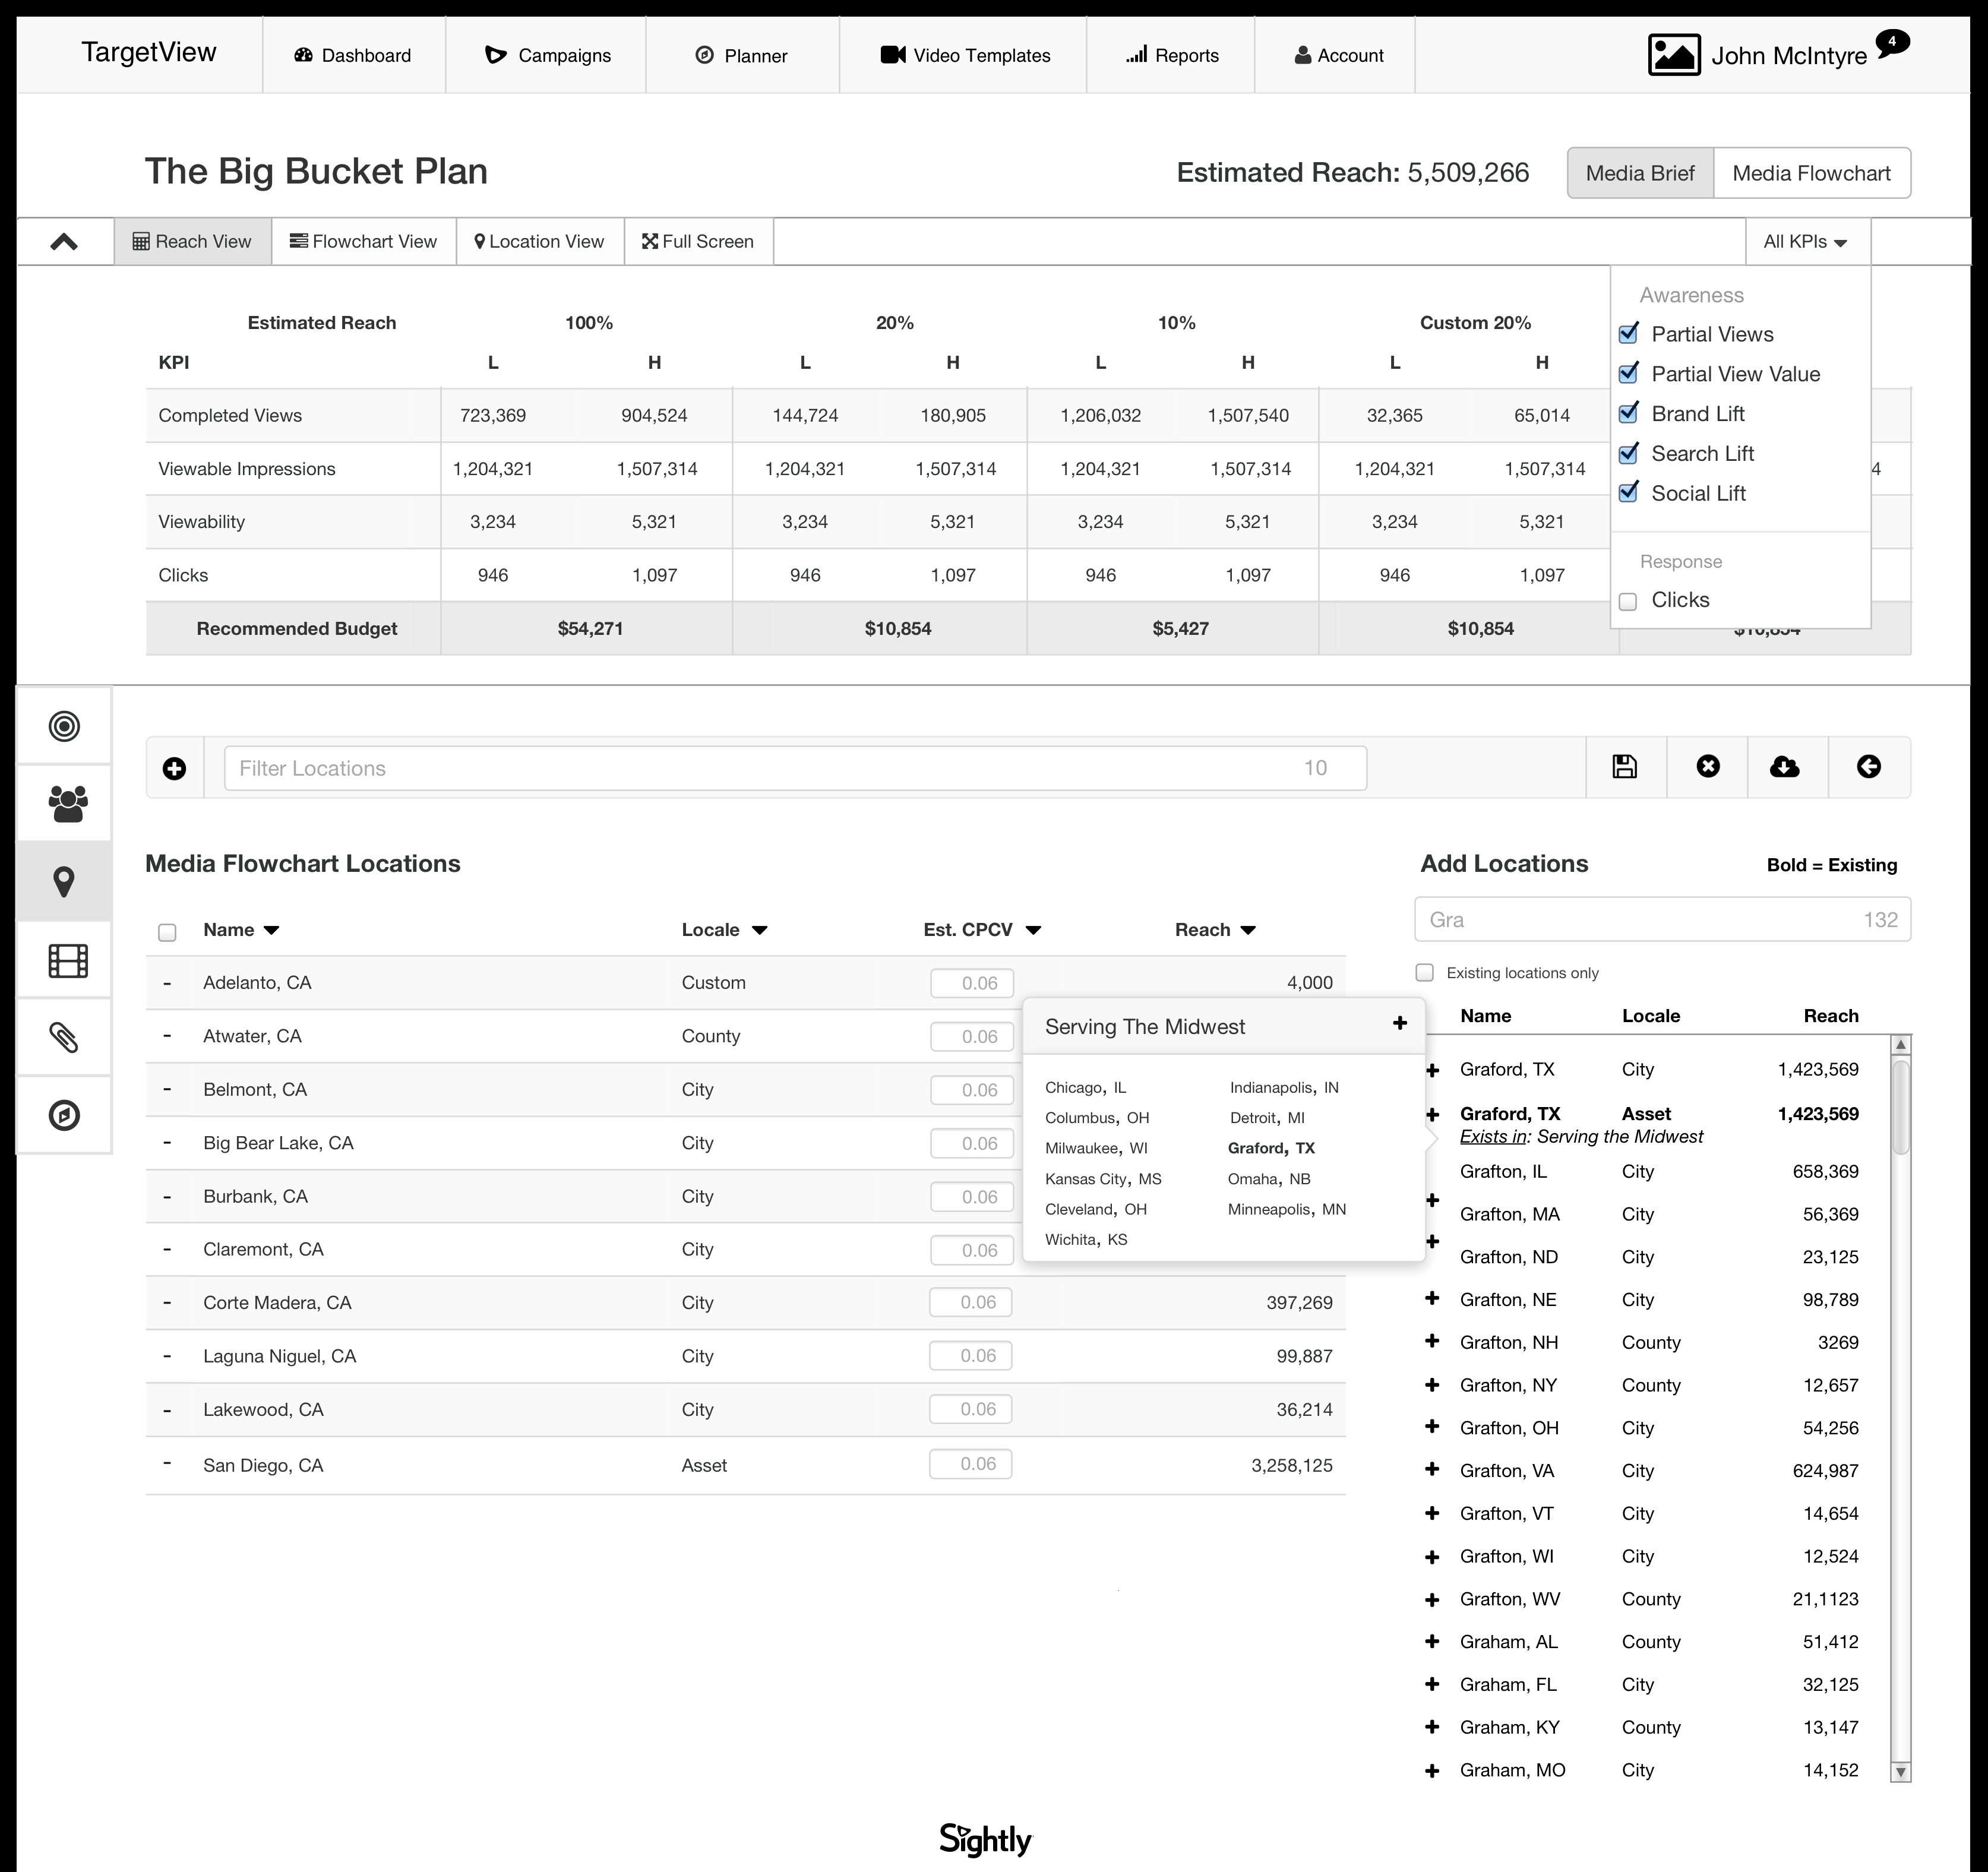 TargetView Dashboard Campaigns Planner Video Templates Reports Account John McIntyre 4
The Big Bucket Plan Estimated Reach: 5,509,266 Media Brief Media Flowchart
Reach View Flowchart View Location View Full Screen All KPIs
Awareness
Partial Views
Partial View Value
Brand Lift
Search Lift
Social Lift
Response
Clicks
Estimated Reach 100% 20% 10% Custom 20%
KPI L H L H L H L H
Completed Views 723,369 904,524 144,724 180,905 1,206,032 1,507,540 32,365 65,014
Viewable Impressions 1,204,321 1,507,314 1,204,321 1,507,314 1,204,321 1,507,314 1,204,321 1,507,314 4
Viewability 3,234 5,321 3,234 5,321 3,234 5,321 3,234 5,321
Clicks 946 1,097 946 1,097 946 1,097 946 1,097
Recommended Budget $54,271 $10,854 $5,427 $10,854 $10,854
Filter Locations 10
Media Flowchart Locations
Name Locale Est. CPCV Reach
- Adelanto, CA Custom 0.06 4,000
- Atwater, CA County 0.06
- Belmont, CA City 0.06
- Big Bear Lake, CA City 0.06
- Burbank, CA City 0.06
- Claremont, CA City 0.06
- Corte Madera, CA City 0.06 397,269
- Laguna Niguel, CA City 0.06 99,887
- Lakewood, CA City 0.06 36,214
- San Diego, CA Asset 0.06 3,258,125
Serving The Midwest +
Chicago, IL Indianapolis, IN
Columbus, OH Detroit, MI
Milwaukee, WI Graford, TX
Kansas City, MS Omaha, NB
Cleveland, OH Minneapolis, MN
Wichita, KS
Add Locations Bold = Existing
Gra 132
Existing locations only
Name Locale Reach
+ Graford, TX City 1,423,569
+ Graford, TX Asset 1,423,569
Exists in: Serving the Midwest
Grafton, IL City 658,369
+ Grafton, MA City 56,369
+ Grafton, ND City 23,125
+ Grafton, NE City 98,789
+ Grafton, NH County 3269
+ Grafton, NY County 12,657
+ Grafton, OH City 54,256
+ Grafton, VA City 624,987
+ Grafton, VT City 14,654
+ Grafton, WI City 12,524
+ Grafton, WV County 21,1123
+ Graham, AL County 51,412
+ Graham, FL City 32,125
+ Graham, KY County 13,147
+ Graham, MO City 14,152
Sightly